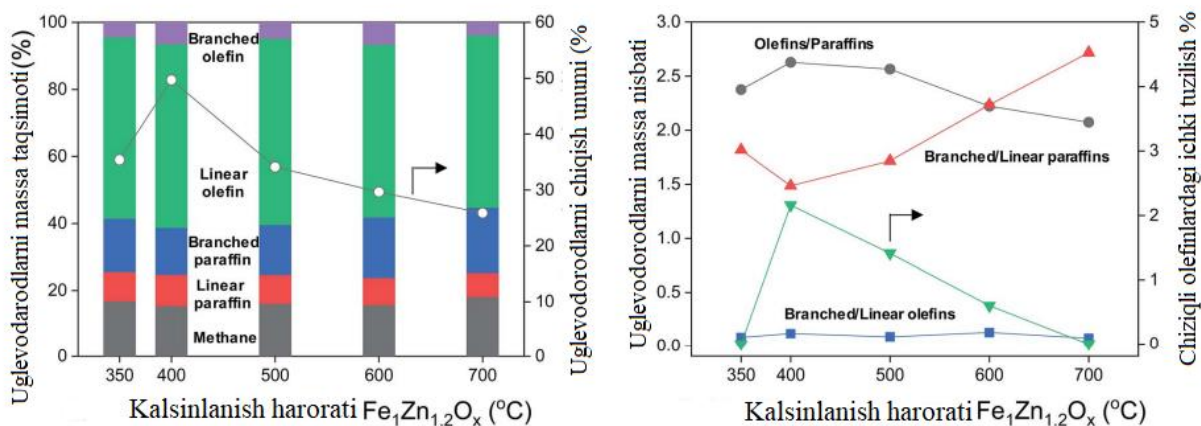 Uglevodarodlarni massa taqsimoti (%)
100
80
60
40
20
0
Branched
olefin
Linear
olefin
Branched
paraffin
Linear
paraffin
Methane
60
50
40
30
20
10
0
Uglevodorodlarni chiqish unumi (%
350 400 500 600 700
Kalsinlanish harorati Fe₁Zn₁.₂Oₓ (°C)
Uglevodorodlarni massa nisbati
3.0
2.5
2.0
1.5
1.0
0.5
0.0
Olefins/Paraffins
Branched/Linear paraffins
Branched/Linear olefins
5
4
3
2
1
0
Chiziqli olefinlardagi ichki tuzilish %
350 400 500 600 700
Kalsinlanish harorati Fe₁Zn₁.₂Oₓ (°C)